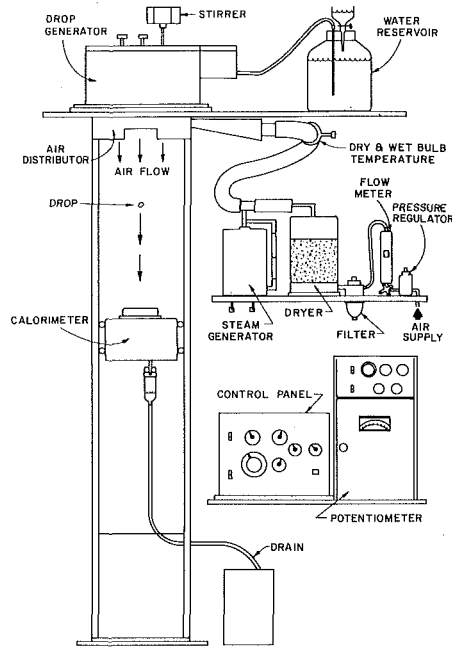 DROP
GENERATOR
STIRRER
WATER
RESERVOIR
AIR
DISTRIBUTOR
AIR FLOW
DRY & WET BULB
TEMPERATURE
DROP
FLOW
METER
PRESSURE
REGULATOR
CALORIMETER
STEAM
GENERATOR
DRYER
FILTER
AIR
SUPPLY
CONTROL PANEL
POTENTIOMETER
DRAIN